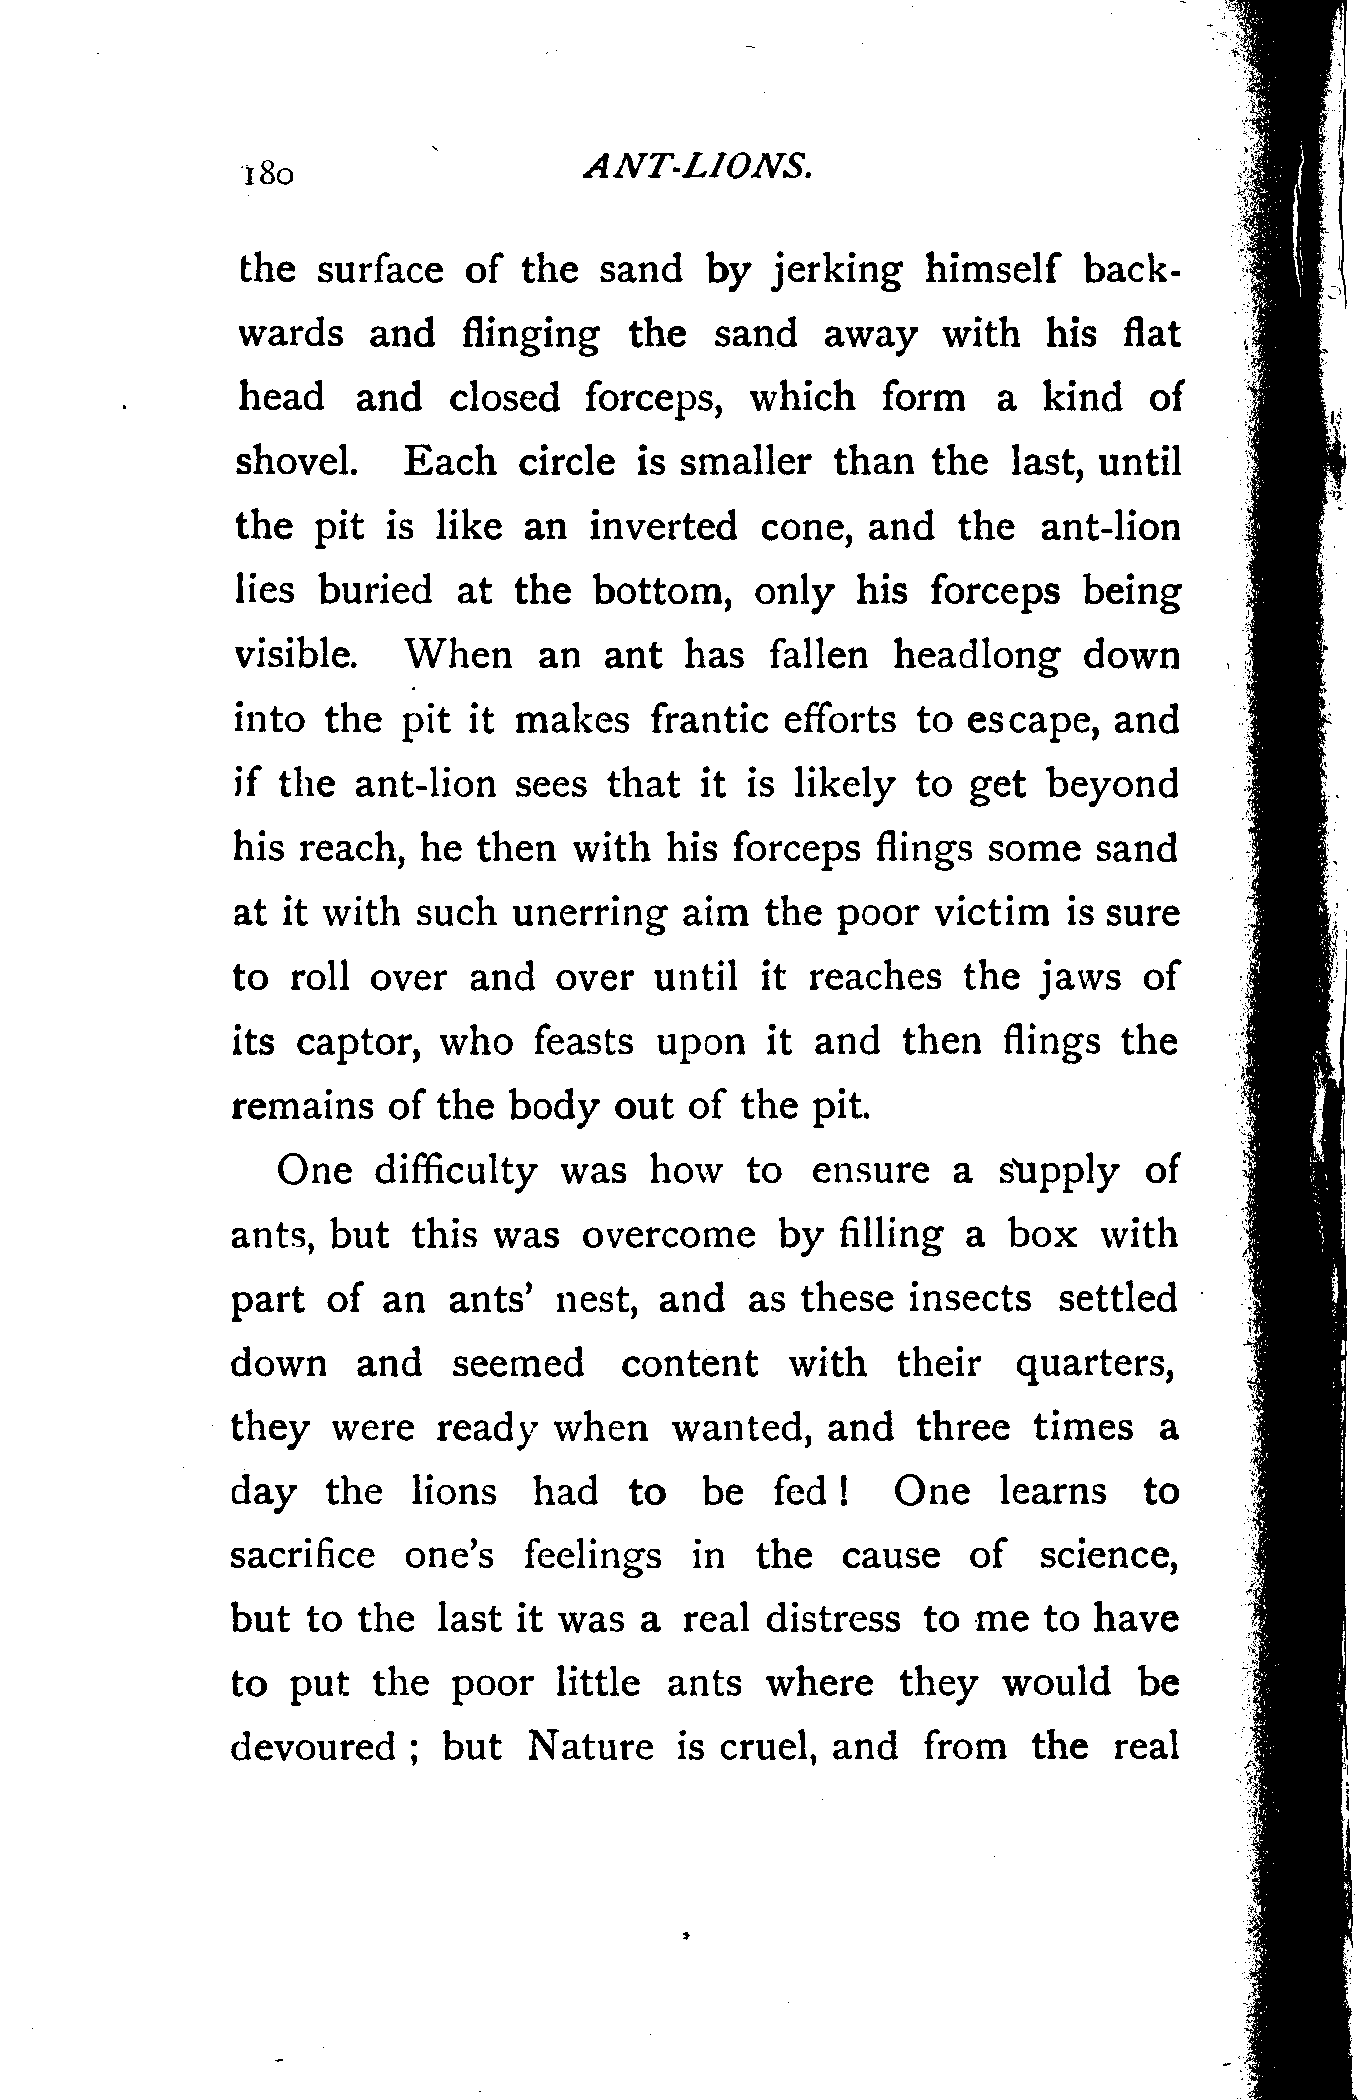 180 ANT-LIONS.
the surface of the sand by jerking himself back-
wards and flinging the sand away with his flat
head and closed forceps, which form a kind of
shovel. Each circle is smaller than the last, until
the pit is like an inverted cone, and the ant-lion
lies buried at the bottom, only his forceps being
visible. When an ant has fallen headlong down
into the pit it makes frantic efforts to escape, and
if the ant-lion sees that it is likely to get beyond
his reach, he then with his forceps flings some sand
at it with such unerring aim the poor victim is sure
to roll over and over until it reaches the jaws of
its captor, who feasts upon it and then flings the
remains of the body out of the pit.
One difficulty was how to ensure a supply of
ants, but this was overcome by filling a box with
part of an ants' nest, and as these insects settled
down and seemed content with their quarters,
they were ready when wanted, and three times a
day the lions had to be fed! One learns to
sacrifice one's feelings in the cause of science,
but to the last it was a real distress to me to have
to put the poor little ants where they would be
devoured; but Nature is cruel, and from the real